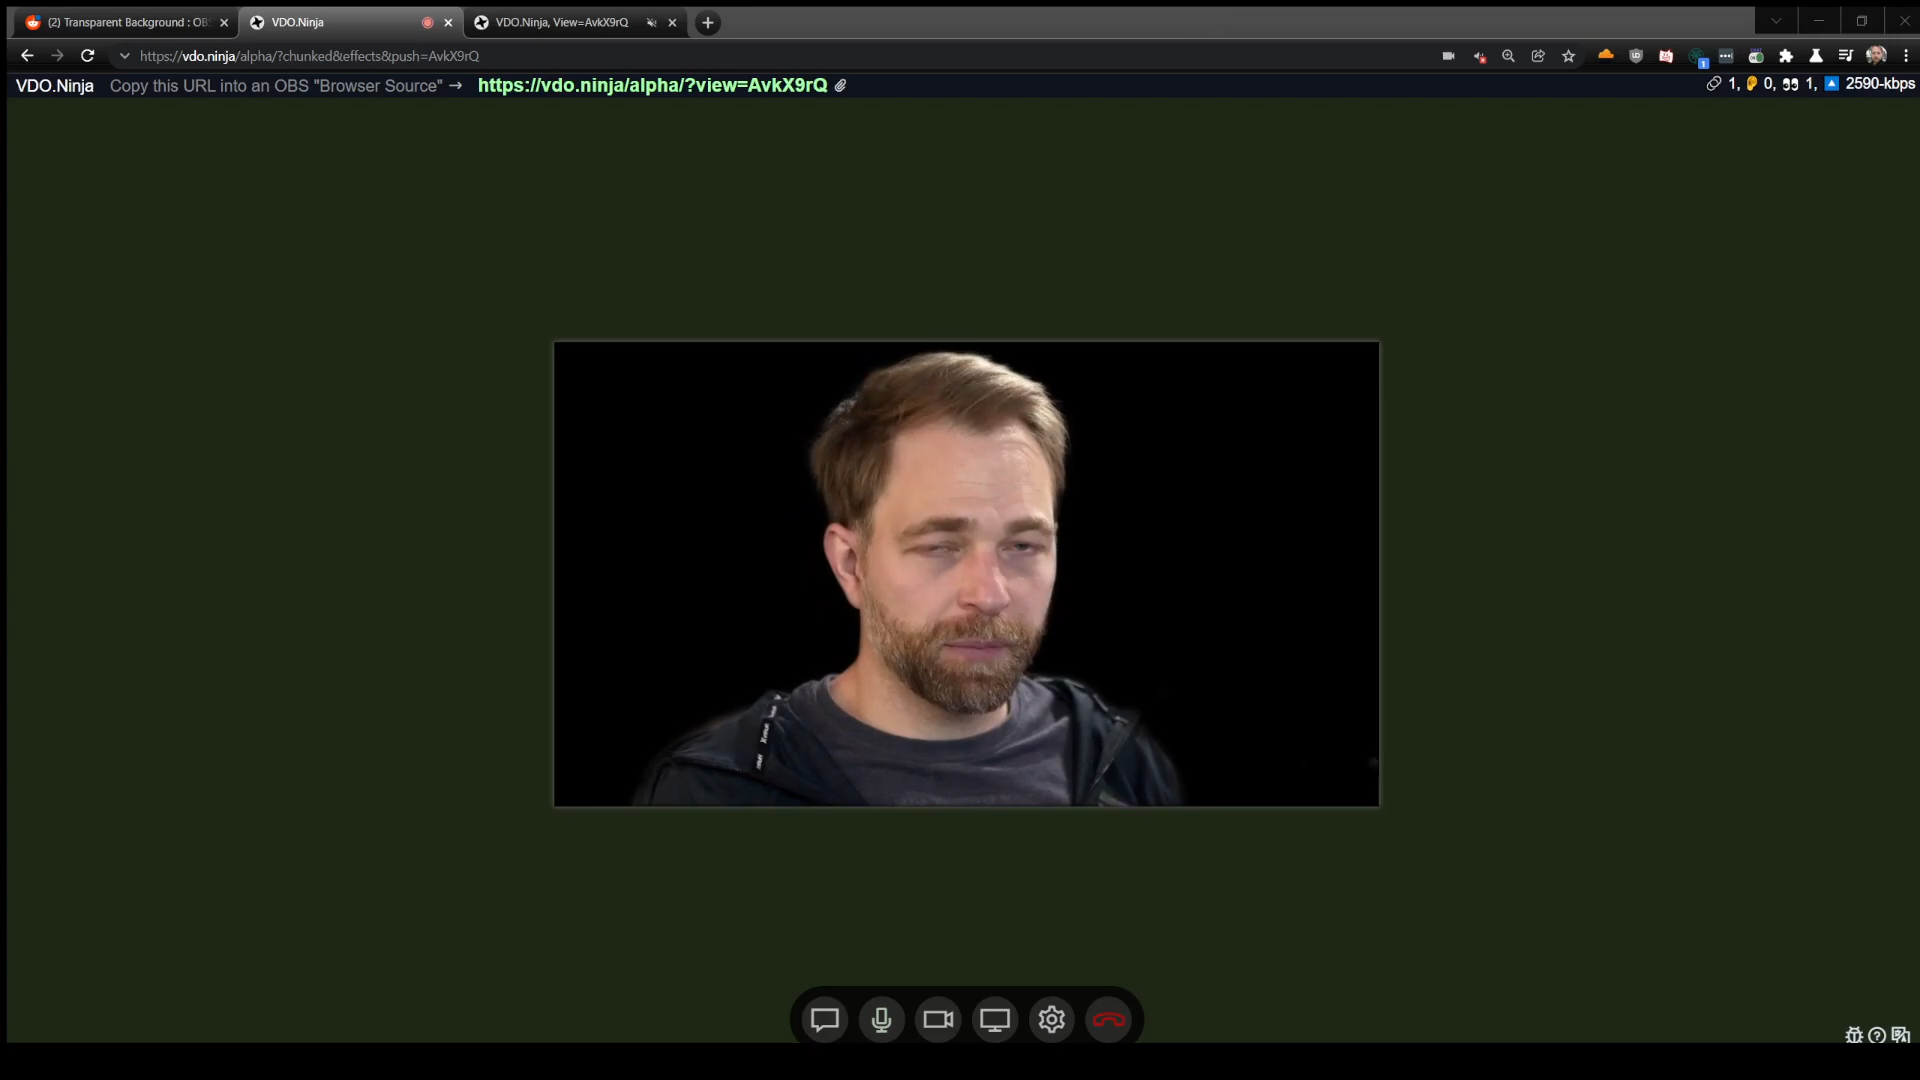 (2) Transparent Background : OBS
VDO.Ninja
VDO.Ninja, View=AvkX9rQ
https://vdo.ninja/alpha/?chunked&effects&push=AvkX9rQ
1
VDO.Ninja Copy this URL into an OBS "Browser Source" → https://vdo.ninja/alpha/?view=AvkX9rQ
1, 0, 1, 2590-kbps